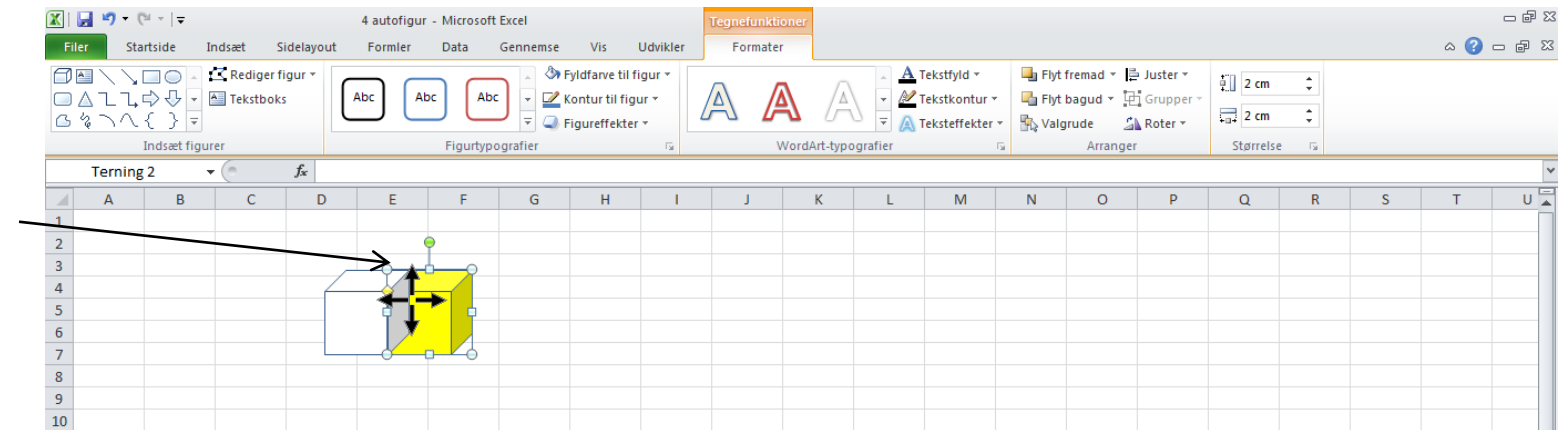 4 autofigur - Microsoft Excel Tegnefunktioner
Filer Startside Indsæt Sidelayout Formler Data Gennemse Vis Udvikler Formater
Rediger figur
Tekstboks
Indsæt figurer
Abc Abc Abc
Fyldfarve til figur
Kontur til figur
Figureffekter
Figurtypografier
A A A
Tekstfyld
Tekstkontur
Teksteffekter
WordArt-typografier
Flyt fremad Juster
Flyt bagud Grupper
Valgrude Roter
Arranger
2 cm
2 cm
Størrelse
Terning 2 fx
A B C D E F G H I J K L M N O P Q R S T U
1
2
3
4
5
6
7
8
9
10